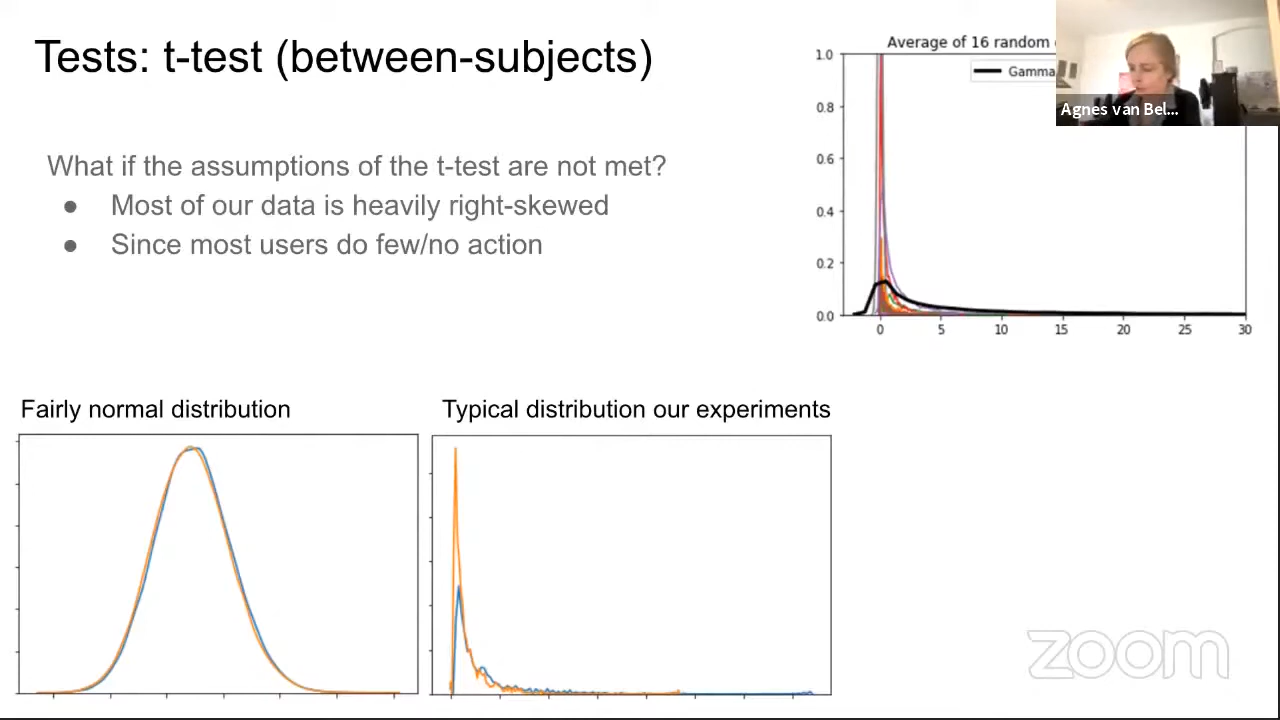 Tests: t-test (between-subjects)
Average of 16 random
Gamma
Agnes van Bel...
1.0
0.8
0.6
0.4
0.2
0.0
0 5 10 15 20 25 30
What if the assumptions of the t-test are not met?
● Most of our data is heavily right-skewed
● Since most users do few/no action
Fairly normal distribution
Typical distribution our experiments
zoom